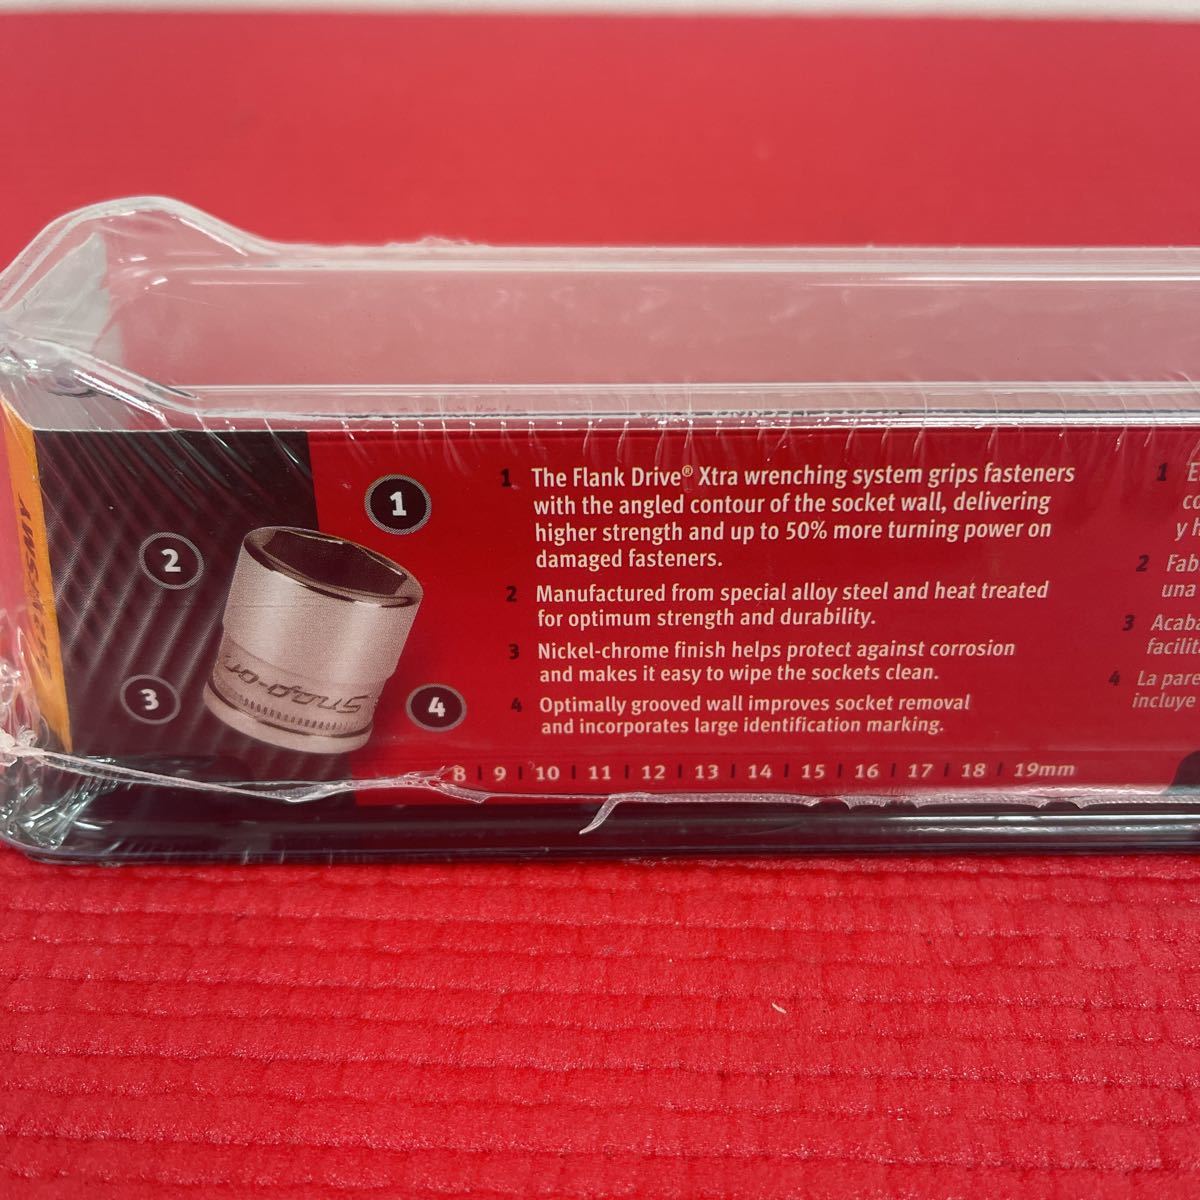 1
2
3
4
Snap-on
1 The Flank Drive® Xtra wrenching system grips fasteners
with the angled contour of the socket wall, delivering
higher strength and up to 50% more turning power on
damaged fasteners.
2 Manufactured from special alloy steel and heat treated
for optimum strength and durability.
3 Nickel-chrome finish helps protect against corrosion
and makes it easy to wipe the sockets clean.
4 Optimally grooved wall improves socket removal
and incorporates large identification marking.
8 | 9 | 10 | 11 | 12 | 13 | 14 | 15 | 16 | 17 | 18 | 19mm
1
y
2 Fab
una
3 Acaba
facilita
4 La pare
incluye